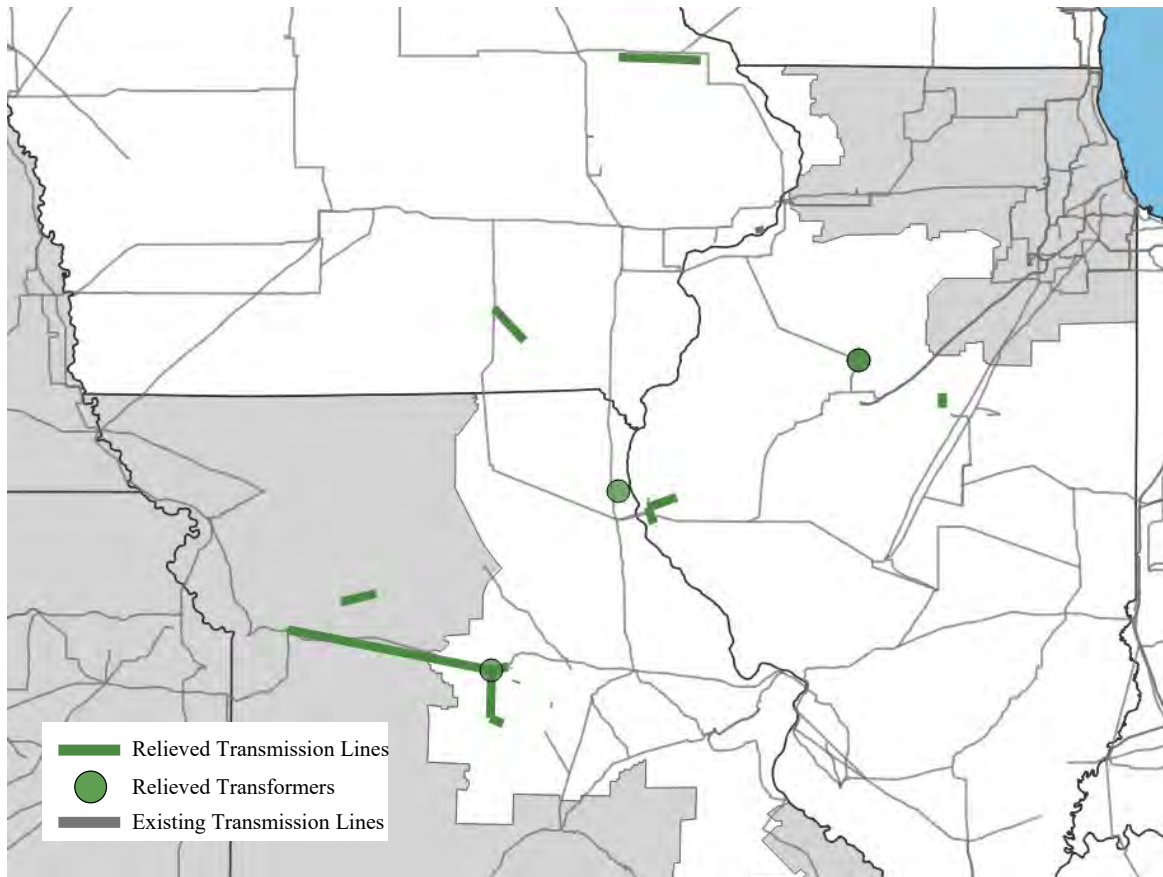 Relieved Transmission Lines
Relieved Transformers
Existing Transmission Lines